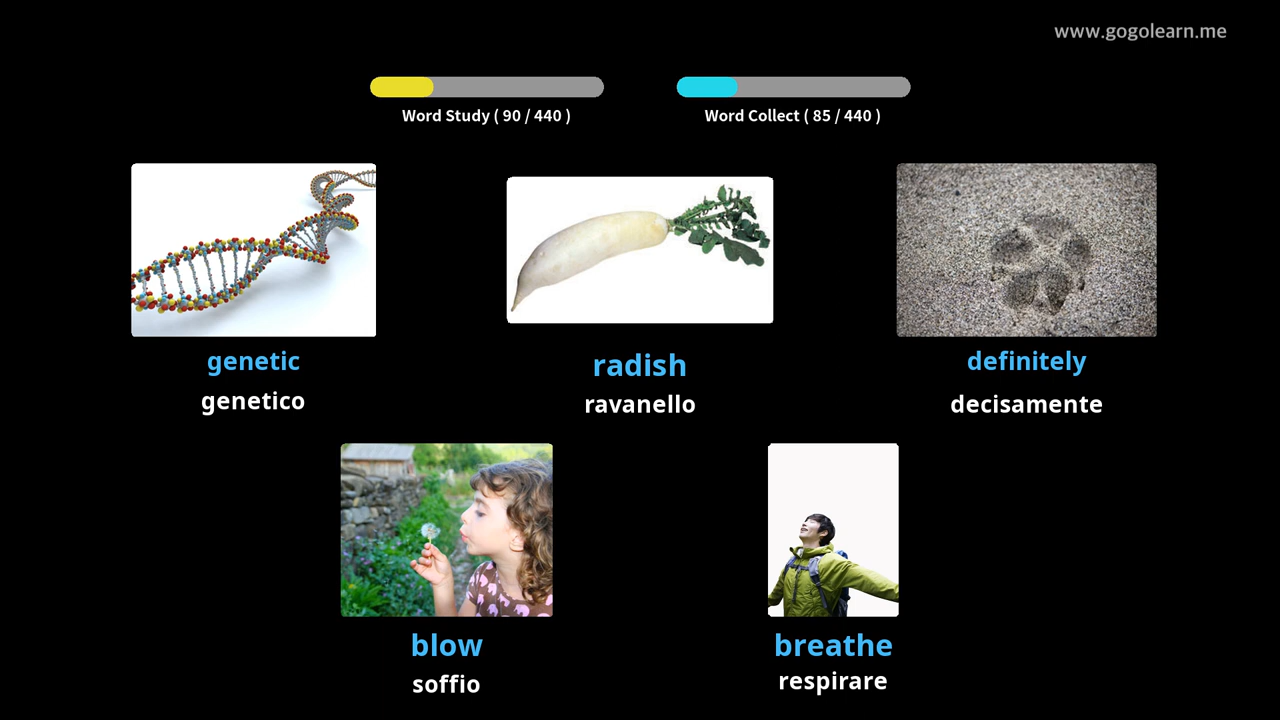 www.gogolearn.me
Word Study ( 90 / 440 )
Word Collect ( 85 / 440 )
genetic
genetico
radish
ravanello
definitely
decisamente
blow
soffio
breathe
respirare